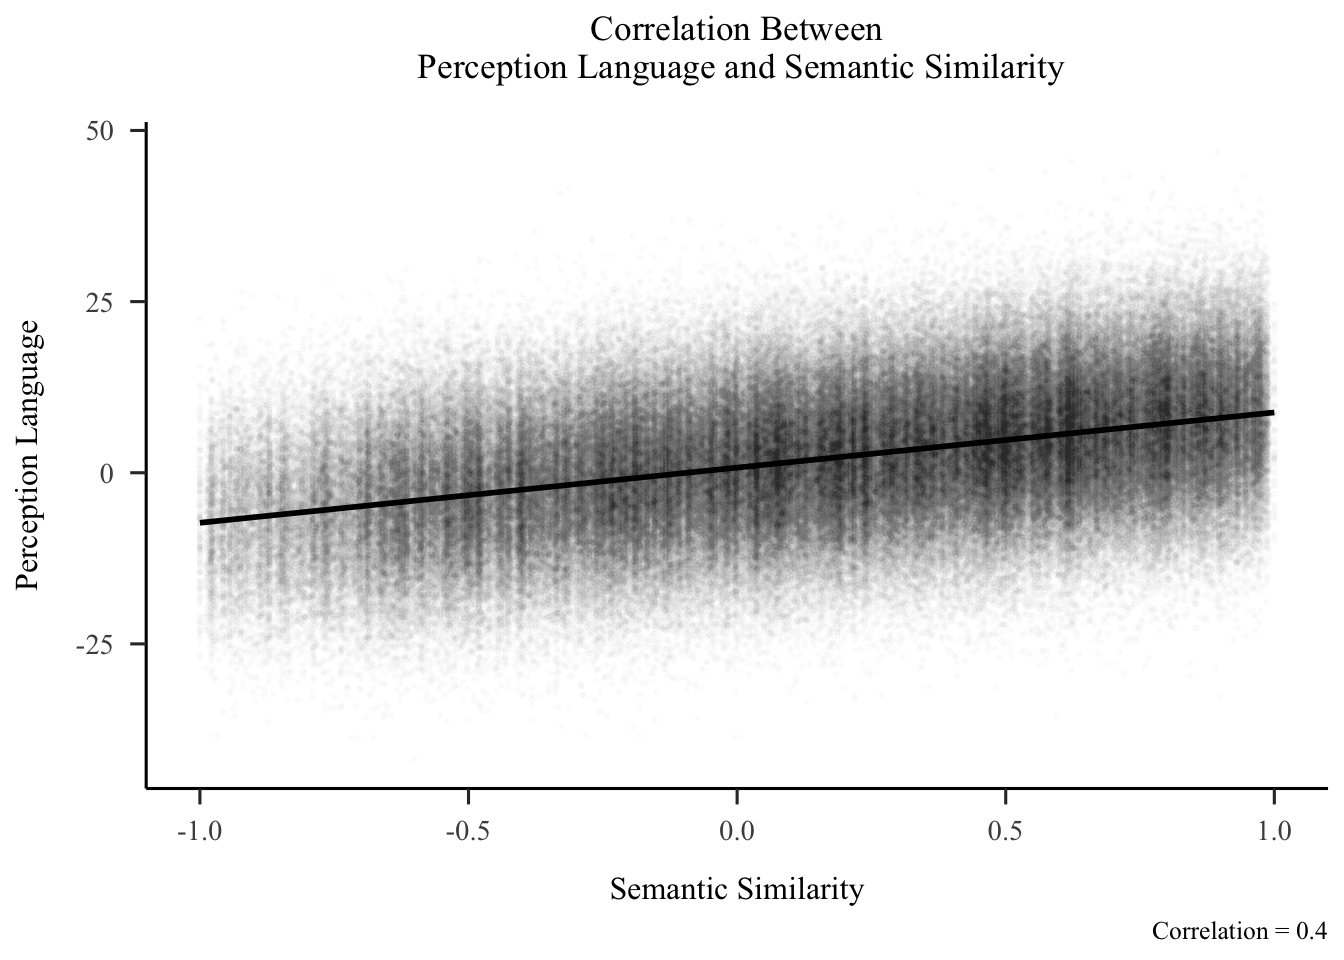 Correlation Between
Perception Language and Semantic Similarity
50
25
0
-25
Perception Language
-1.0
-0.5
0.0
0.5
1.0
Semantic Similarity
Correlation = 0.4